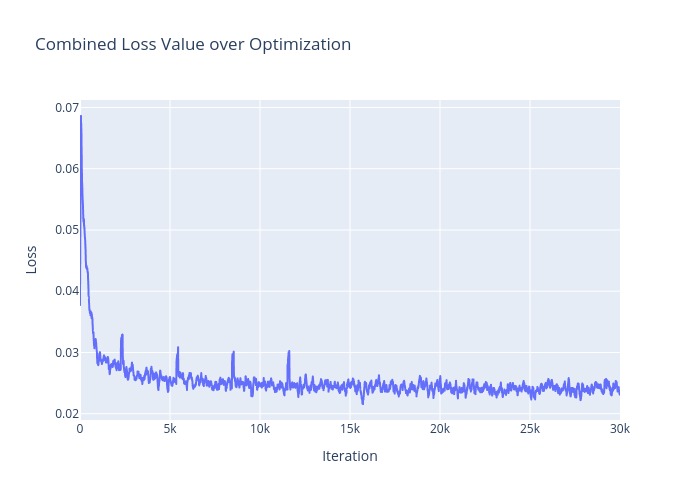 Combined Loss Value over Optimization
0.07
0.06
0.05
0.04
0.03
0.02
Loss
0 5k 10k 15k 20k 25k 30k
Iteration